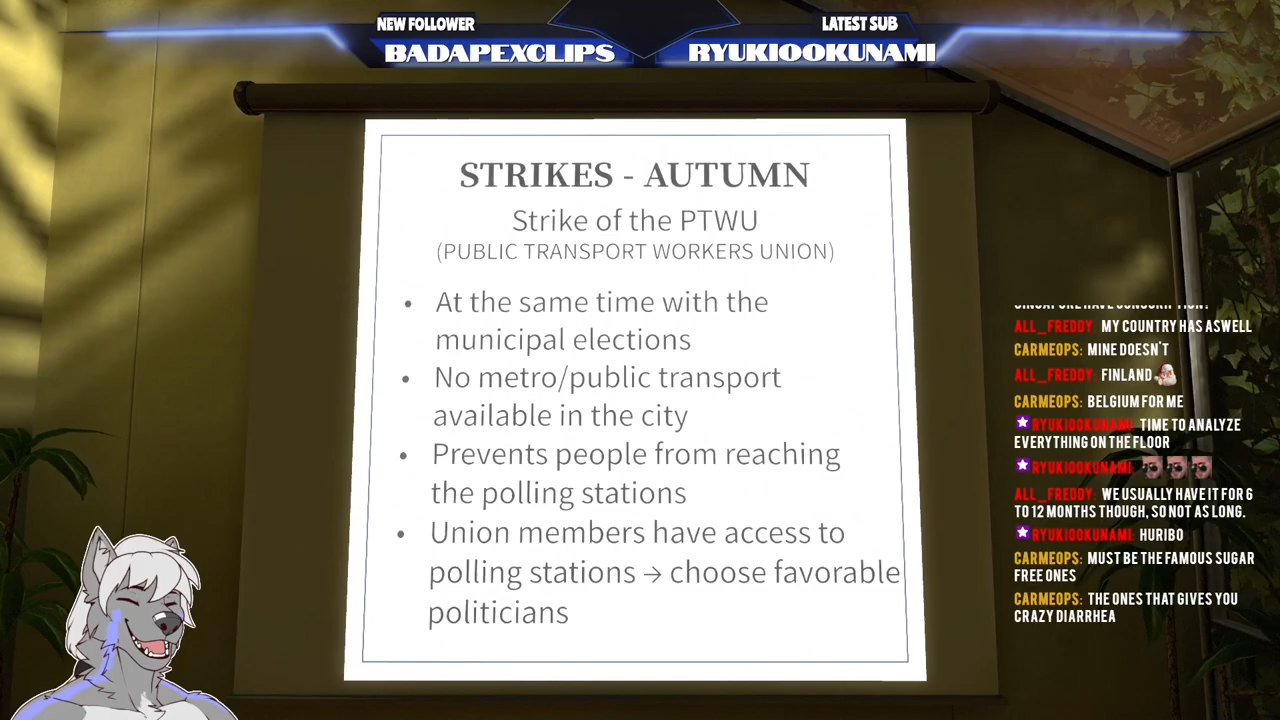 NEW FOLLOWER
LATEST SUB
BADAPEXCLIPS
RYUKIOOKUNAMI
STRIKES - AUTUMN
Strike of the PTWU
(PUBLIC TRANSPORT WORKERS UNION)
• At the same time with the
municipal elections
• No metro/public transport
available in the city
• Prevents people from reaching
the polling stations
• Union members have access to
polling stations → choose favorable
politicians
ALL_FREDDY: MY COUNTRY HAS ASWELL
CARMEOPS: MINE DOESN'T
ALL_FREDDY: FINLAND
CARMEOPS: BELGIUM FOR ME
RYUKIOOKUNAMI: TIME TO ANALYZE
EVERYTHING ON THE FLOOR
RYUKIOOKUNAMI:
ALL_FREDDY: WE USUALLY HAVE IT FOR 6
TO 12 MONTHS THOUGH, SO NOT AS LONG.
RYUKIOOKUNAMI: HURIBO
CARMEOPS: MUST BE THE FAMOUS SUGAR
FREE ONES
CARMEOPS: THE ONES THAT GIVES YOU
CRAZY DIARRHEA